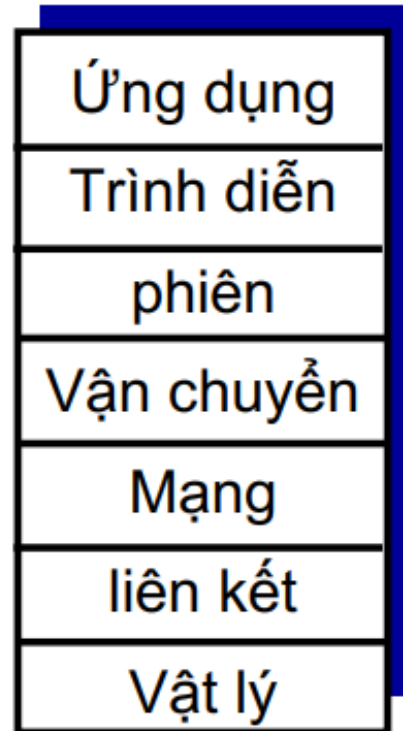 Ứng dụng
Trình diễn
phiên
Vận chuyển
Mạng
liên kết
Vật lý